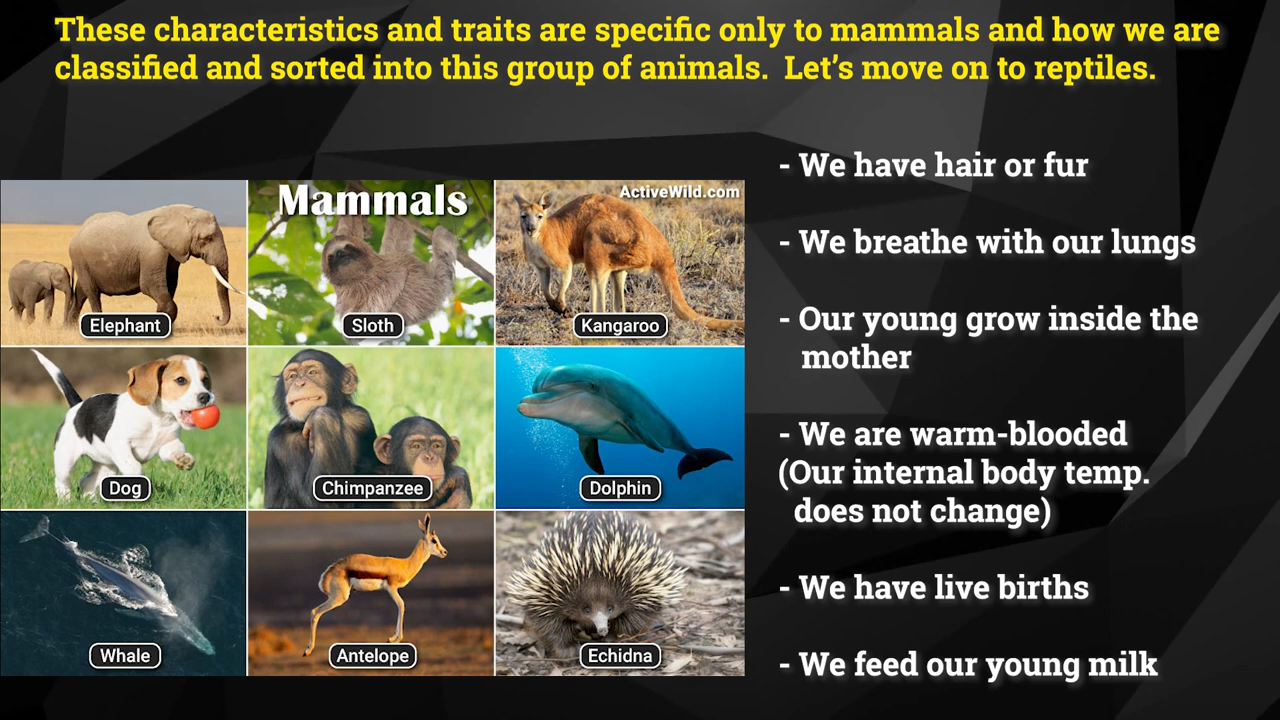 These characteristics and traits are specific only to mammals and how we are
classified and sorted into this group of animals.  Let's move on to reptiles.
Mammals
ActiveWild.com
Elephant
Sloth
Kangaroo
Dog
Chimpanzee
Dolphin
Whale
Antelope
Echidna
- We have hair or fur
- We breathe with our lungs
- Our young grow inside the
mother
- We are warm-blooded
(Our internal body temp.
does not change)
- We have live births
- We feed our young milk